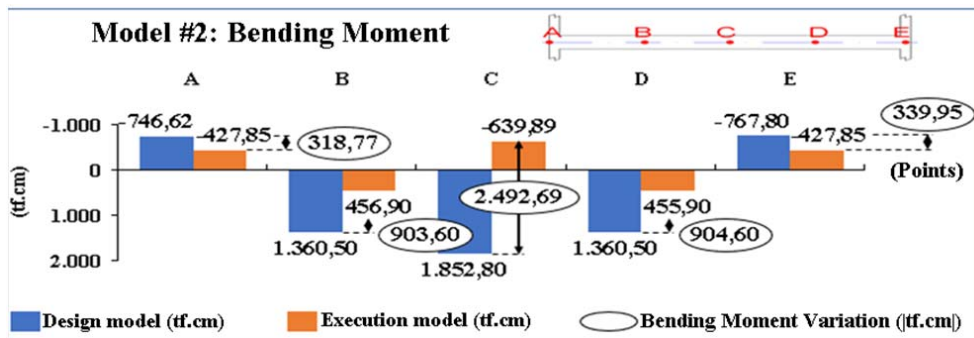 Model #2: Bending Moment
A B C D E
A B C D E
-746,62 -427,85 318,77 -639,89 -767,80 -427,85 339,95
(Points)
-1.000
0
1.000
2.000
(tf.cm)
456,90 903,60 2.492,69 455,90 904,60
1.360,50 1.852,80 1.360,50
Design model (tf.cm) Execution model (tf.cm) Bending Moment Variation (|tf.cm|)